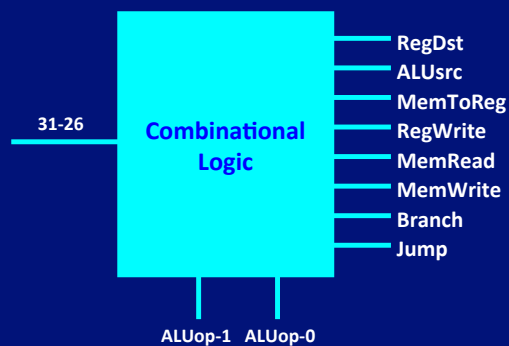 RegDst
ALUsrc
MemToReg
31-26
RegWrite
Combinational
Logic
MemRead
MemWrite
Branch
Jump
ALUop-1 ALUop-0